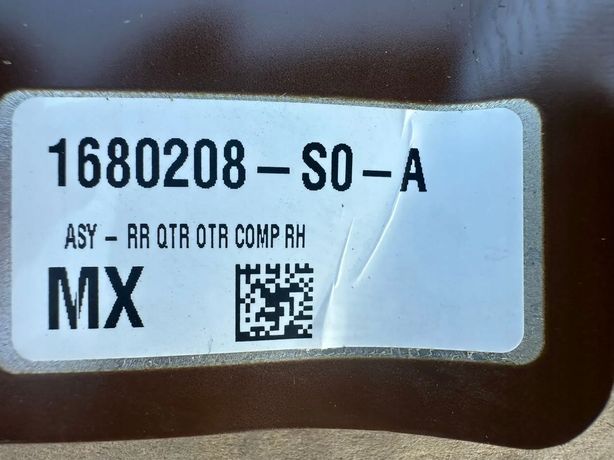 1680208-S0-A
ASY - RR QTR OTR COMP RH
MX